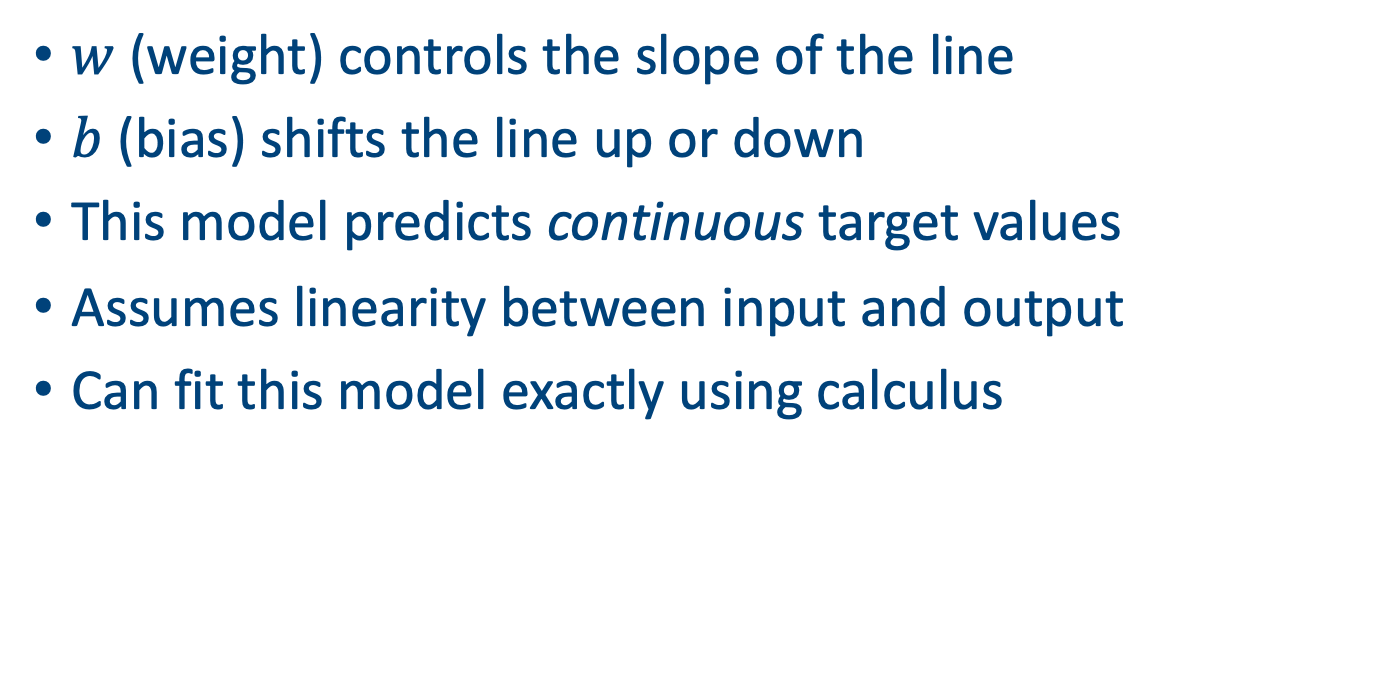 • w (weight) controls the slope of the line
• b (bias) shifts the line up or down
• This model predicts continuous target values
• Assumes linearity between input and output
• Can fit this model exactly using calculus